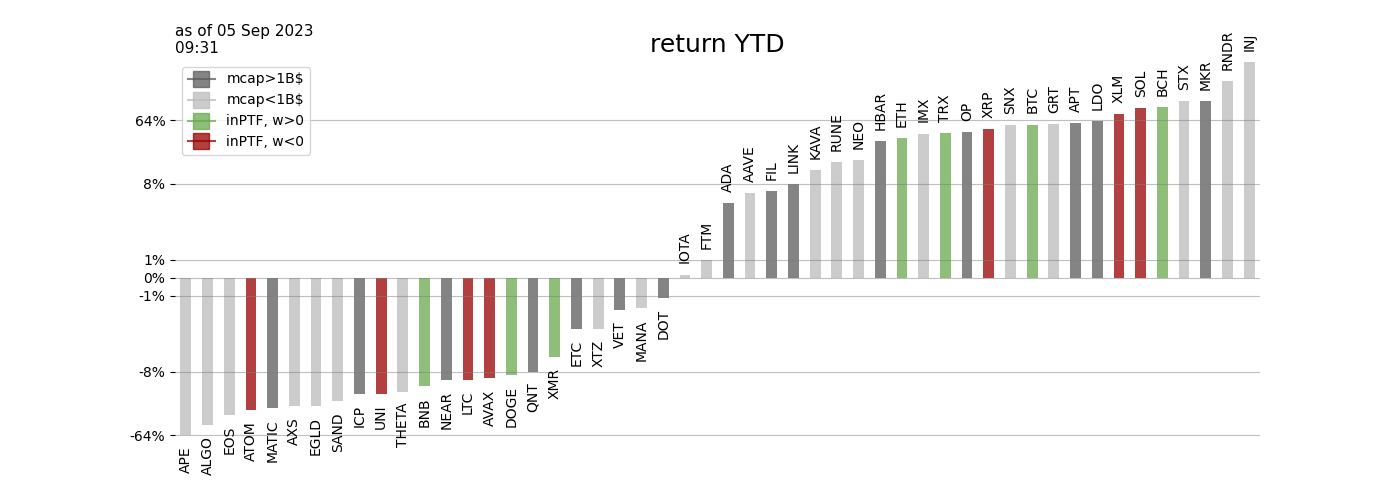 as of 05 Sep 2023
09:31
return YTD
mcap>1B$
mcap<1B$
inPTF, w>0
inPTF, w<0
64%
8%
1%
0%
-1%
-8%
-64%
APE
ALGO
EOS
ATOM
MATIC
AXS
EGLD
SAND
ICP
UNI
THETA
BNB
NEAR
LTC
AVAX
DOGE
QNT
XMR
ETC
XTZ
VET
MANA
DOT
IOTA
FTM
ADA
AAVE
FIL
LINK
KAVA
RUNE
NEO
HBAR
ETH
IMX
TRX
OP
XRP
SNX
BTC
GRT
APT
LDO
XLM
SOL
BCH
STX
MKR
RNDR
INJ